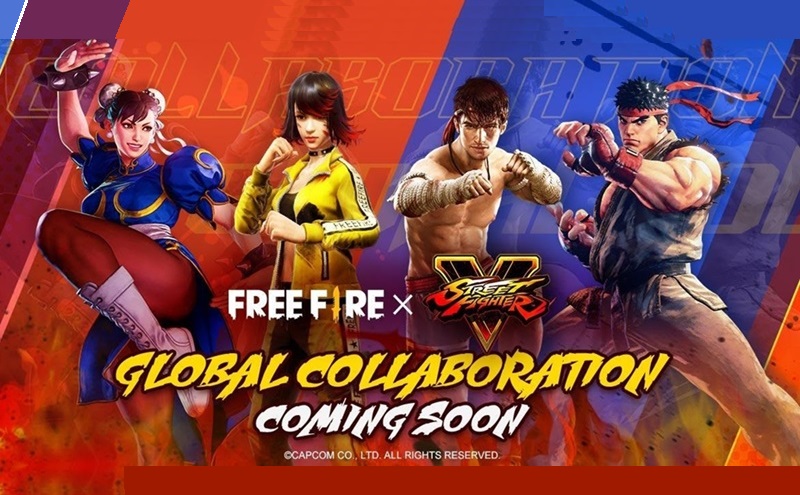 COLLABORATION
FREE FIRE × V
STREET
FIGHTER
GLOBAL COLLABORATION
COMING SOON
©CAPCOM CO., LTD. ALL RIGHTS RESERVED.